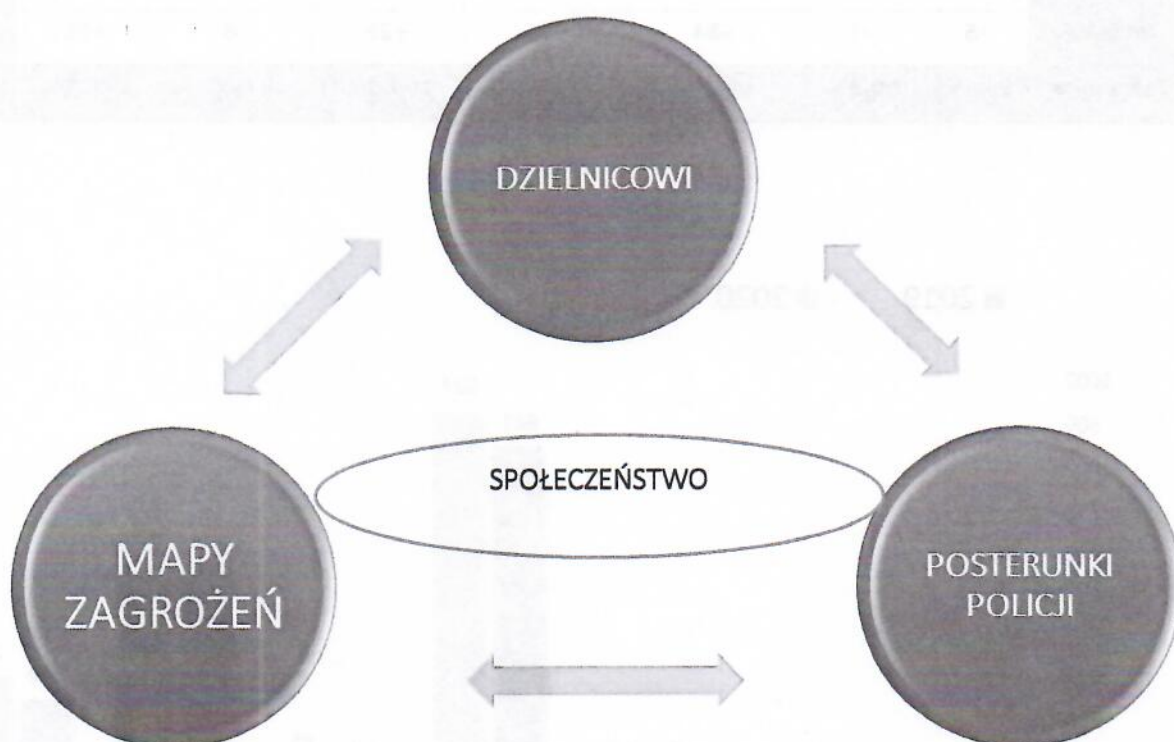 DZIELNICOWI
SPOŁECZEŃSTWO
MAPY
ZAGROŻEŃ
POSTERUNKI
POLICJI